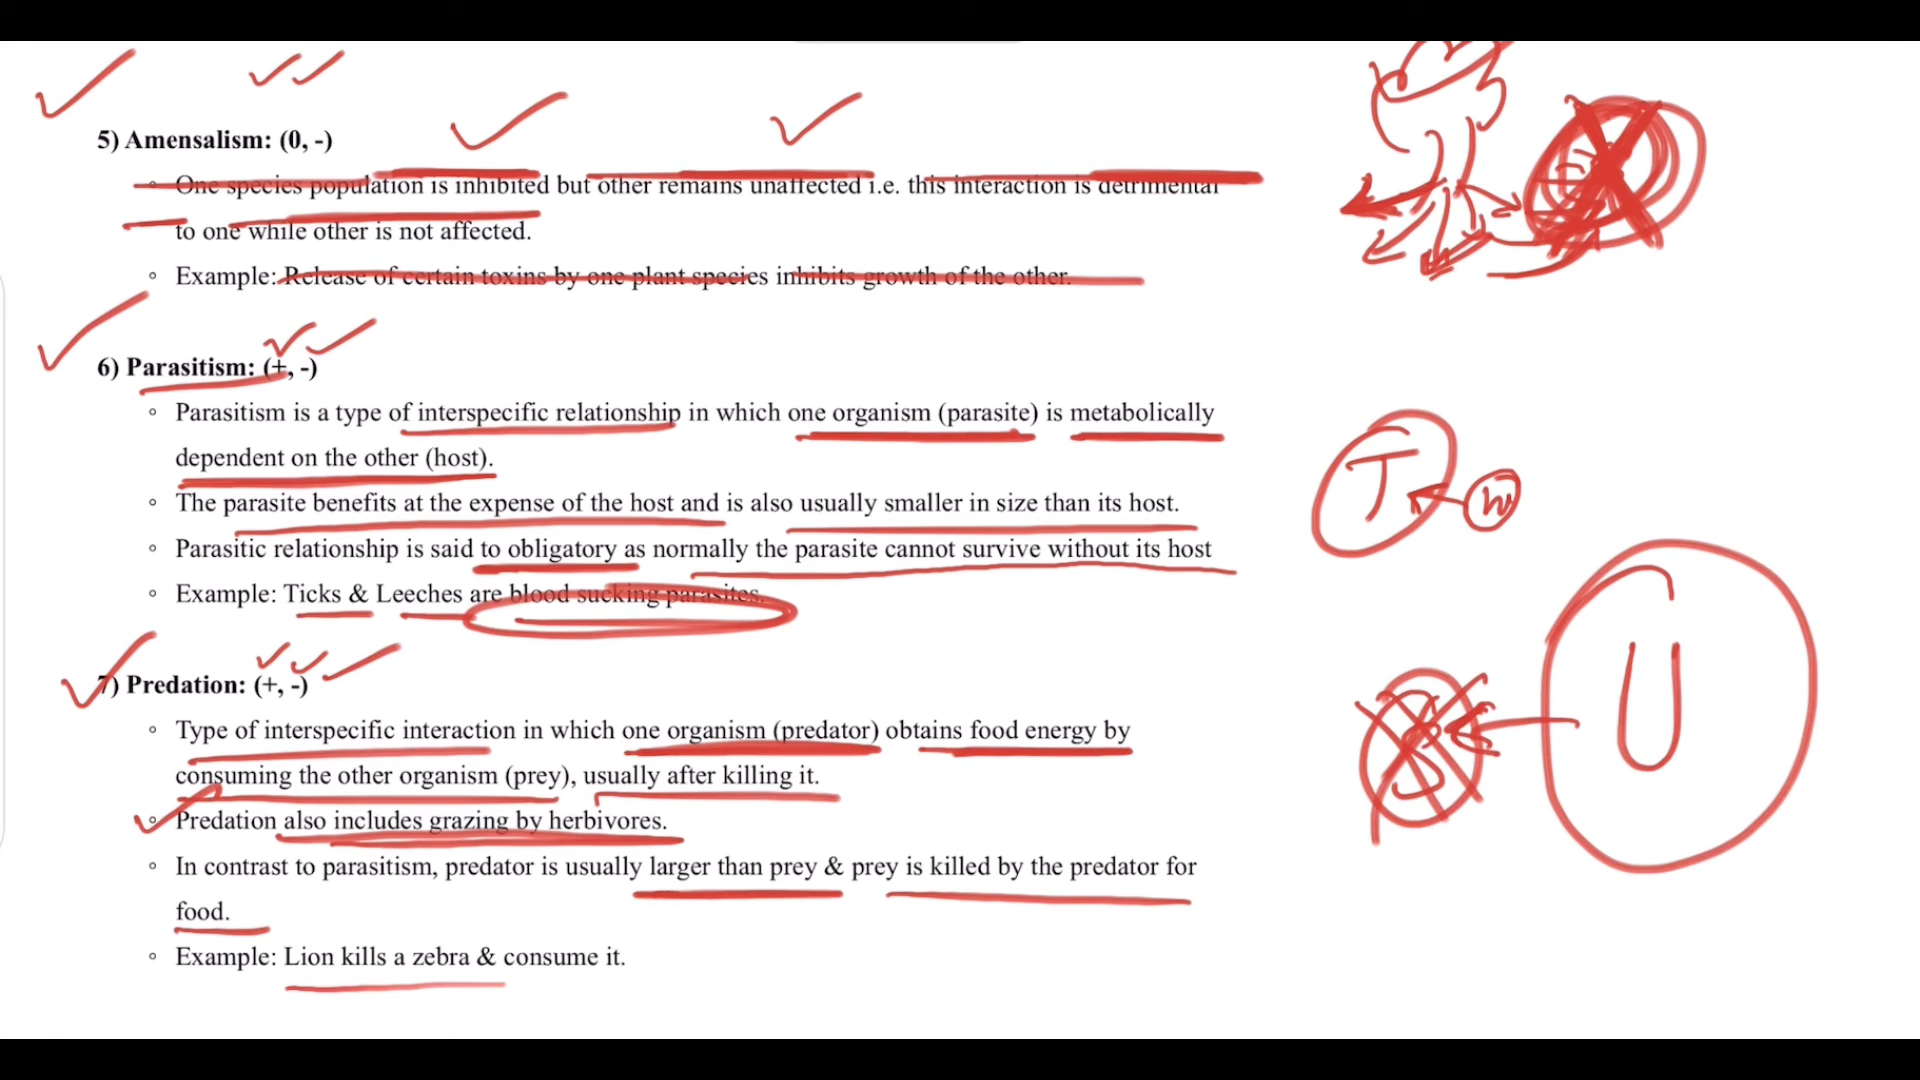 5) Amensalism: (0, -)
◦ One species population is inhibited but other remains unaffected i.e. this interaction is detrimental
to one while other is not affected.
◦ Example: Release of certain toxins by one plant species inhibits growth of the other.
6) Parasitism: (+, -)
◦ Parasitism is a type of interspecific relationship in which one organism (parasite) is metabolically
dependent on the other (host).
◦ The parasite benefits at the expense of the host and is also usually smaller in size than its host.
◦ Parasitic relationship is said to obligatory as normally the parasite cannot survive without its host
◦ Example: Ticks & Leeches are blood sucking parasites.
T
U
7) Predation: (+, -)
◦ Type of interspecific interaction in which one organism (predator) obtains food energy by
consuming the other organism (prey), usually after killing it.
◦ Predation also includes grazing by herbivores.
◦ In contrast to parasitism, predator is usually larger than prey & prey is killed by the predator for
food.
◦ Example: Lion kills a zebra & consume it.